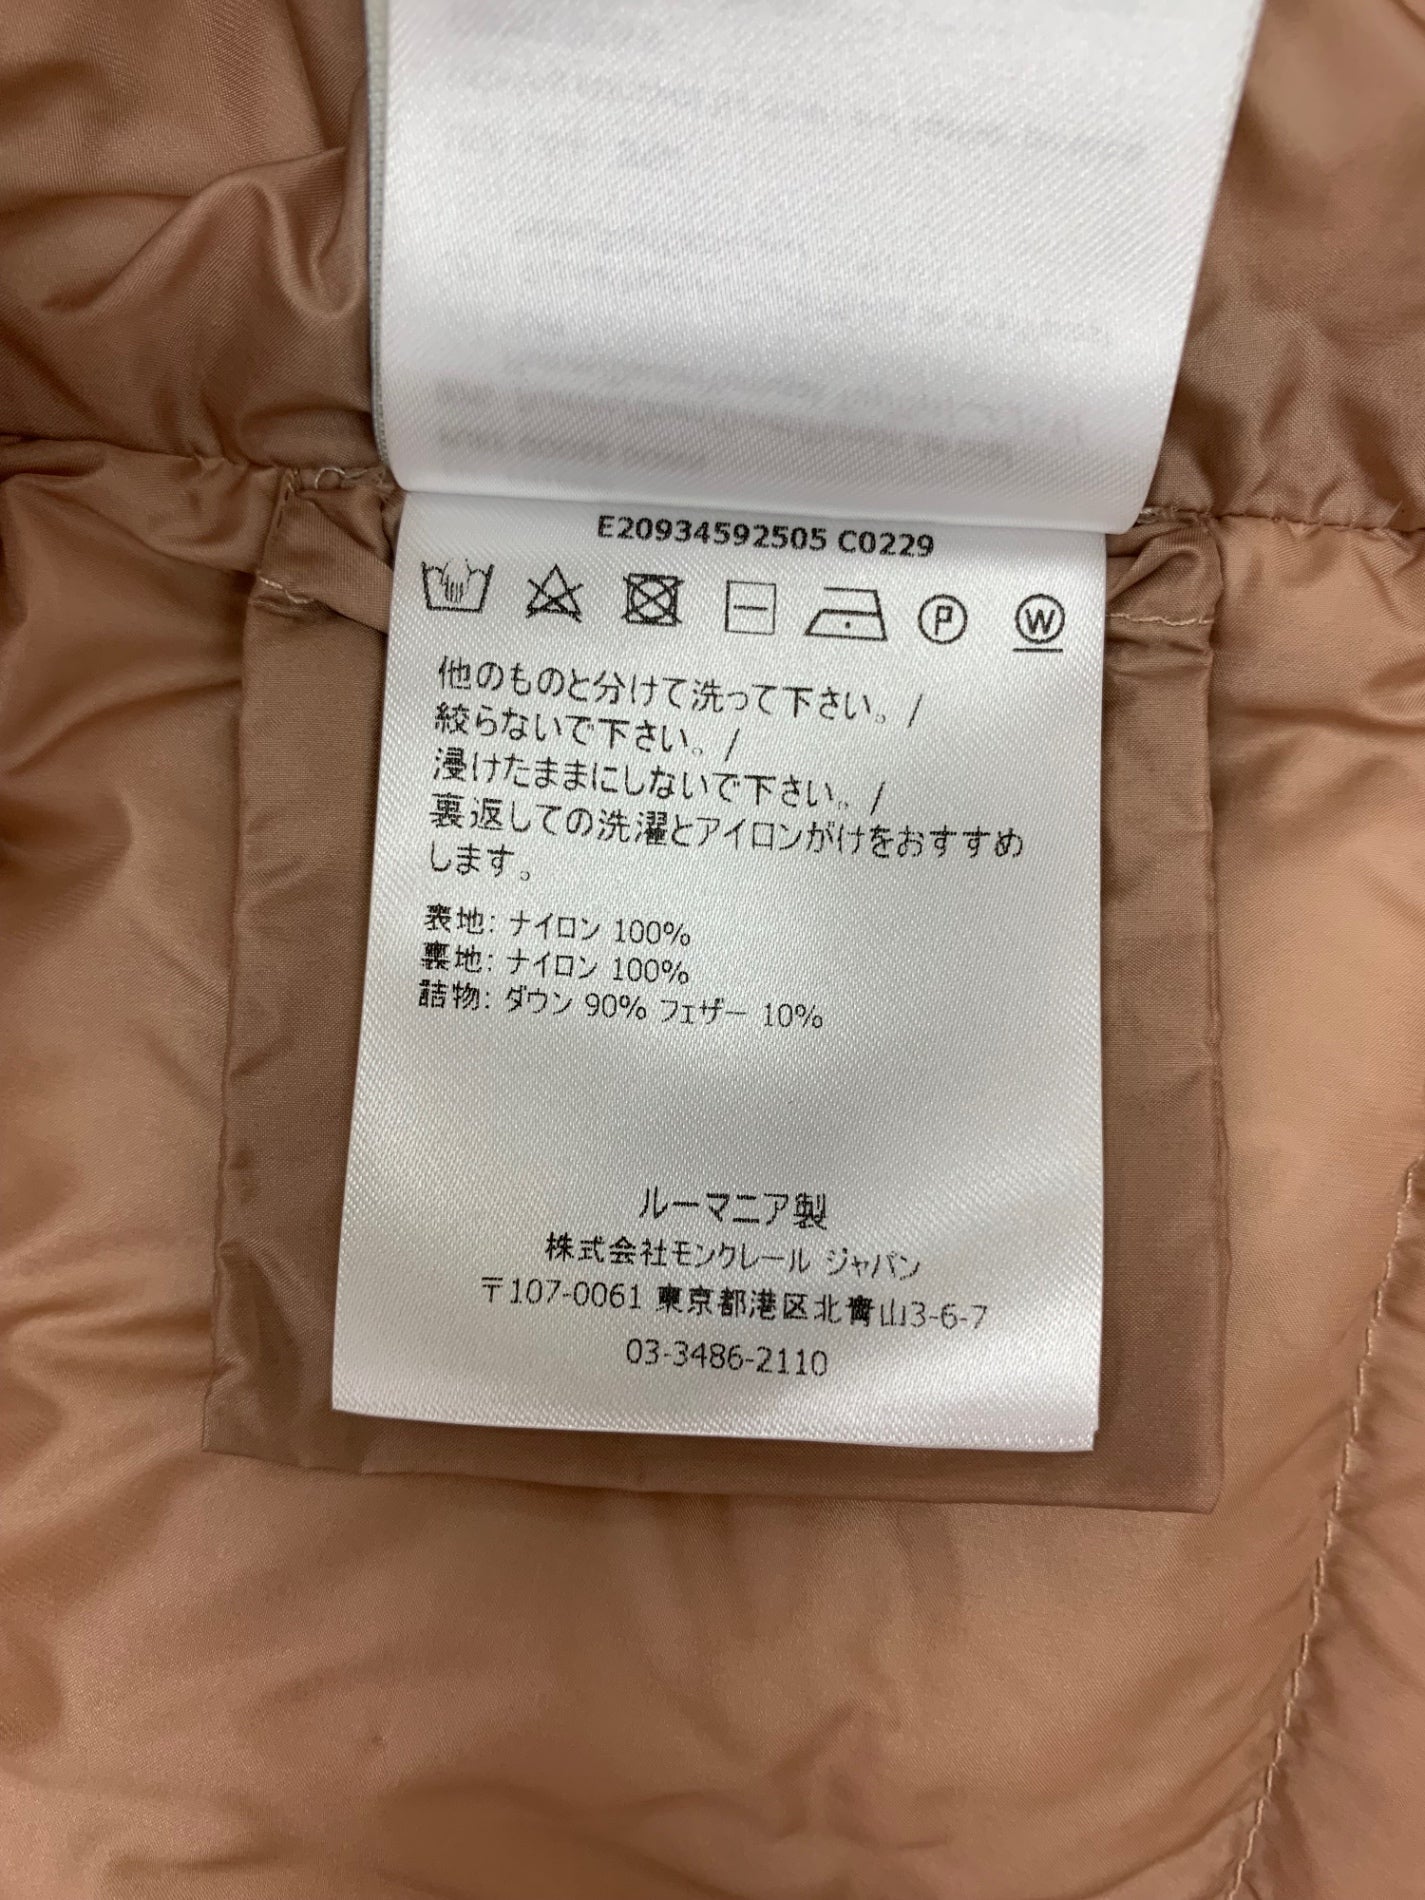 E20934592505 C0229
P
W
他のものと分けて洗って下さい。/
絞らないで下さい。/
浸けたままにしないで下さい。/
裏返しての洗濯とアイロンがけをおすすめ
します。
表地: ナイロン 100%
裏地: ナイロン 100%
詰物: ダウン 90% フェザー 10%
ルーマニア製
株式会社モンクレール ジャパン
〒107-0061 東京都港区北青山3-6-7
03-3486-2110